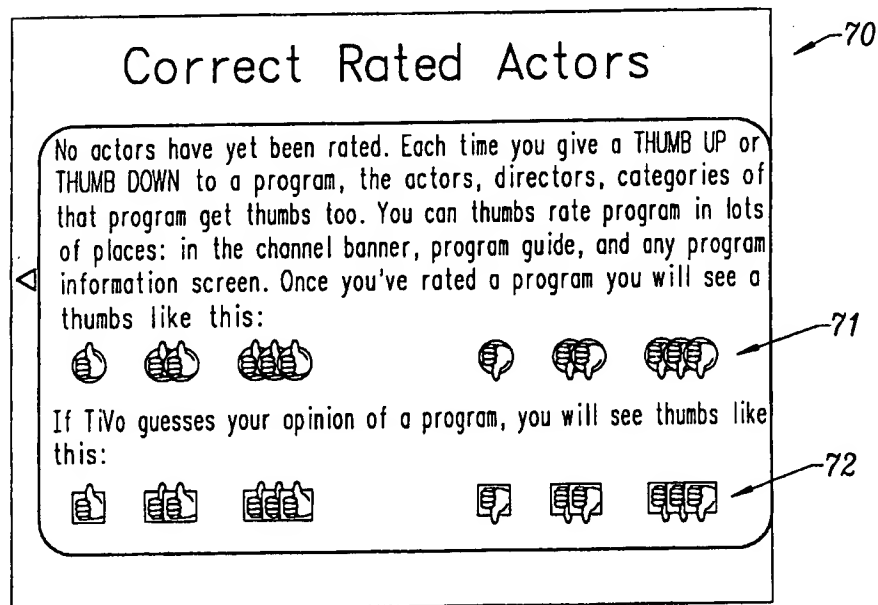 70
Correct Rated Actors
No actors have yet been rated. Each time you give a THUMB UP or
THUMB DOWN to a program, the actors, directors, categories of
that program get thumbs too. You can thumbs rate program in lots
of places: in the channel banner, program guide, and any program
information screen. Once you've rated a program you will see a
thumbs like this:
71
If TiVo guesses your opinion of a program, you will see thumbs like
this:
72